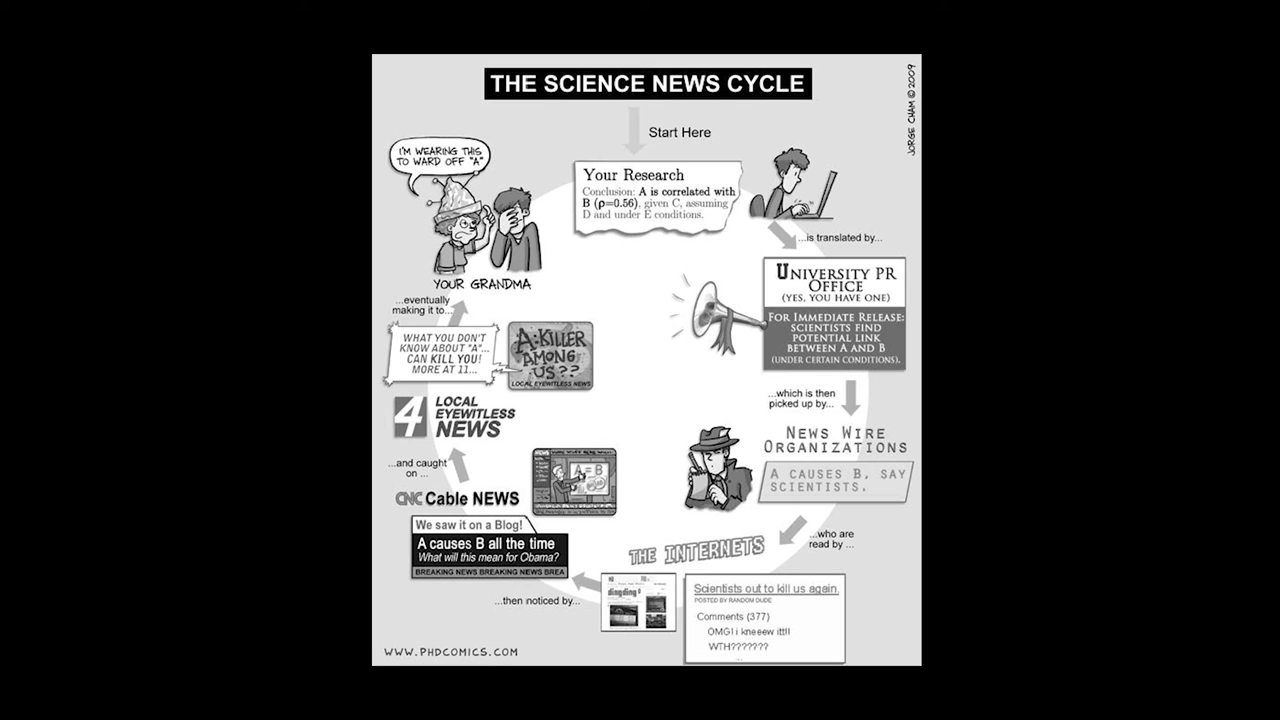 THE SCIENCE NEWS CYCLE
JORGE CHAM © 2009
Start Here
Your Research
Conclusion: A is correlated with
B (ρ=0.56), given C, assuming
D and under E conditions.
...is translated by...
UNIVERSITY PR
OFFICE
(YES, YOU HAVE ONE)
FOR IMMEDIATE RELEASE:
SCIENTISTS FIND
POTENTIAL LINK
BETWEEN A AND B
(UNDER CERTAIN CONDITIONS).
...which is then
picked up by...
NEWS WIRE
ORGANIZATIONS
A CAUSES B, SAY
SCIENTISTS.
...who are
read by ...
THE INTERNETS
dingding
Scientists out to kill us again.
POSTED BY RANDOM DUDE
Comments (377)
OMG! i kneeew itt!!
WTH???????
...
...then noticed by...
We saw it on a Blog!
A causes B all the time
What will this mean for Obama?
BREAKING NEWS BREAKING NEWS BREA
CNC Cable NEWS
A=B
...and caught
on ...
4 LOCAL
EYEWITLESS
NEWS
WHAT YOU DON'T
KNOW ABOUT "A"...
CAN KILL YOU!
MORE AT 11...
A:KILLER
AMONG
US??
LOCAL EYEWITLESS NEWS
...eventually
making it to...
YOUR GRANDMA
I'M WEARING THIS
TO WARD OFF "A"
WWW.PHDCOMICS.COM